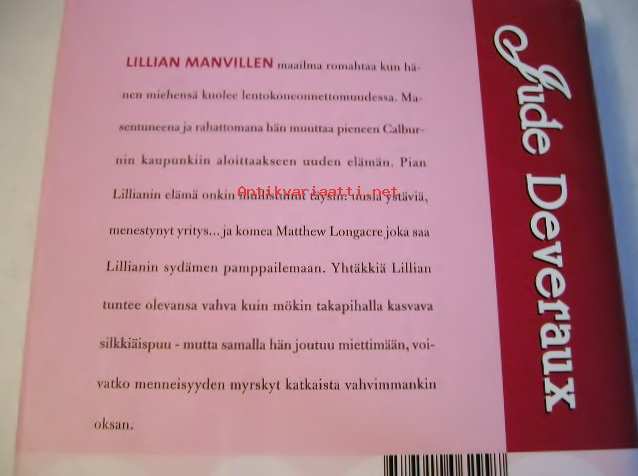 LILLIAN MANVILLEN maailma romahtaa kun hä-
nen miehensä kuolee lentokoneonnettomuudessa. Ma-
sentuneena ja rahattomana hän muuttaa pieneen Calbur-
nin kaupunkiin aloittaakseen uuden elämän. Pian
Lillianin elämä onkin mullistunut täysin: uusia ystäviä,
menestynyt yritys... ja komea Matthew Longacre joka saa
Lillianin sydämen pamppailemaan. Yhtäkkiä Lillian
tuntee olevansa vahva kuin mökin takapihalla kasvava
silkkiäispuu - mutta samalla hän joutuu miettimään, voi-
vatko menneisyyden myrskyt katkaista vahvimmankin
oksan.
Jude Deveraux
Antikvariaatti.net